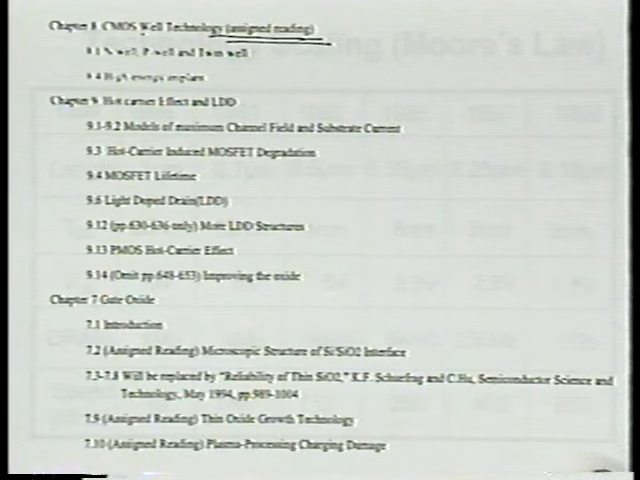 Chapter 8 CMOS Well Technology (assigned reading)
8.1 N well, P well and Twin well
8.4 High energy implant
Chapter 9 Hot carrier Effect and LDD
9.1-9.2 Models of maximum Channel Field and Substrate Current
9.3 Hot-Carrier Induced MOSFET Degradation
9.4 MOSFET Lifetime
9.6 Light Doped Drain(LDD)
9.12 (pp.630-636 only) More LDD Structures
9.13 PMOS Hot-Carrier Effect
9.14 (Omit pp.648-653) Improving the oxide
Chapter 7 Gate Oxide
7.1 Introduction
7.2 (Assigned Reading) Microscopic Structure of Si/SiO2 Interface
7.3-7.8 Will be replaced by "Reliability of Thin SiO2," K.F. Schuefing and C.Hu, Semiconductor Science and
Technology, May 1994, pp.989-1004
7.9 (Assigned Reading) Thin Oxide Growth Technology
7.10 (Assigned Reading) Plasma-Processing Charging Damage
(Moore's Law)